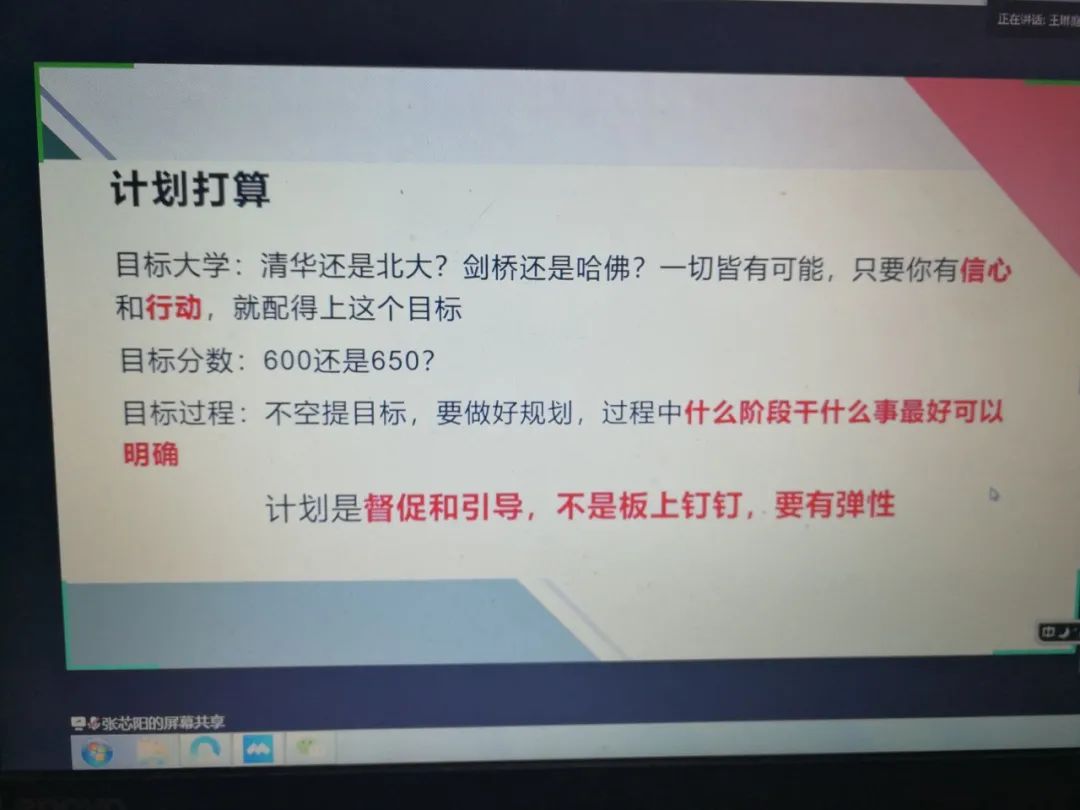 正在讲话: 王
计划打算
目标大学：清华还是北大？剑桥还是哈佛？一切皆有可能，只要你有信心
和行动，就配得上这个目标
目标分数：600还是650？
目标过程：不空提目标，要做好规划，过程中什么阶段干什么事最好可以
明确
计划是督促和引导，不是板上钉钉，要有弹性
中
张芯阳的屏幕共享